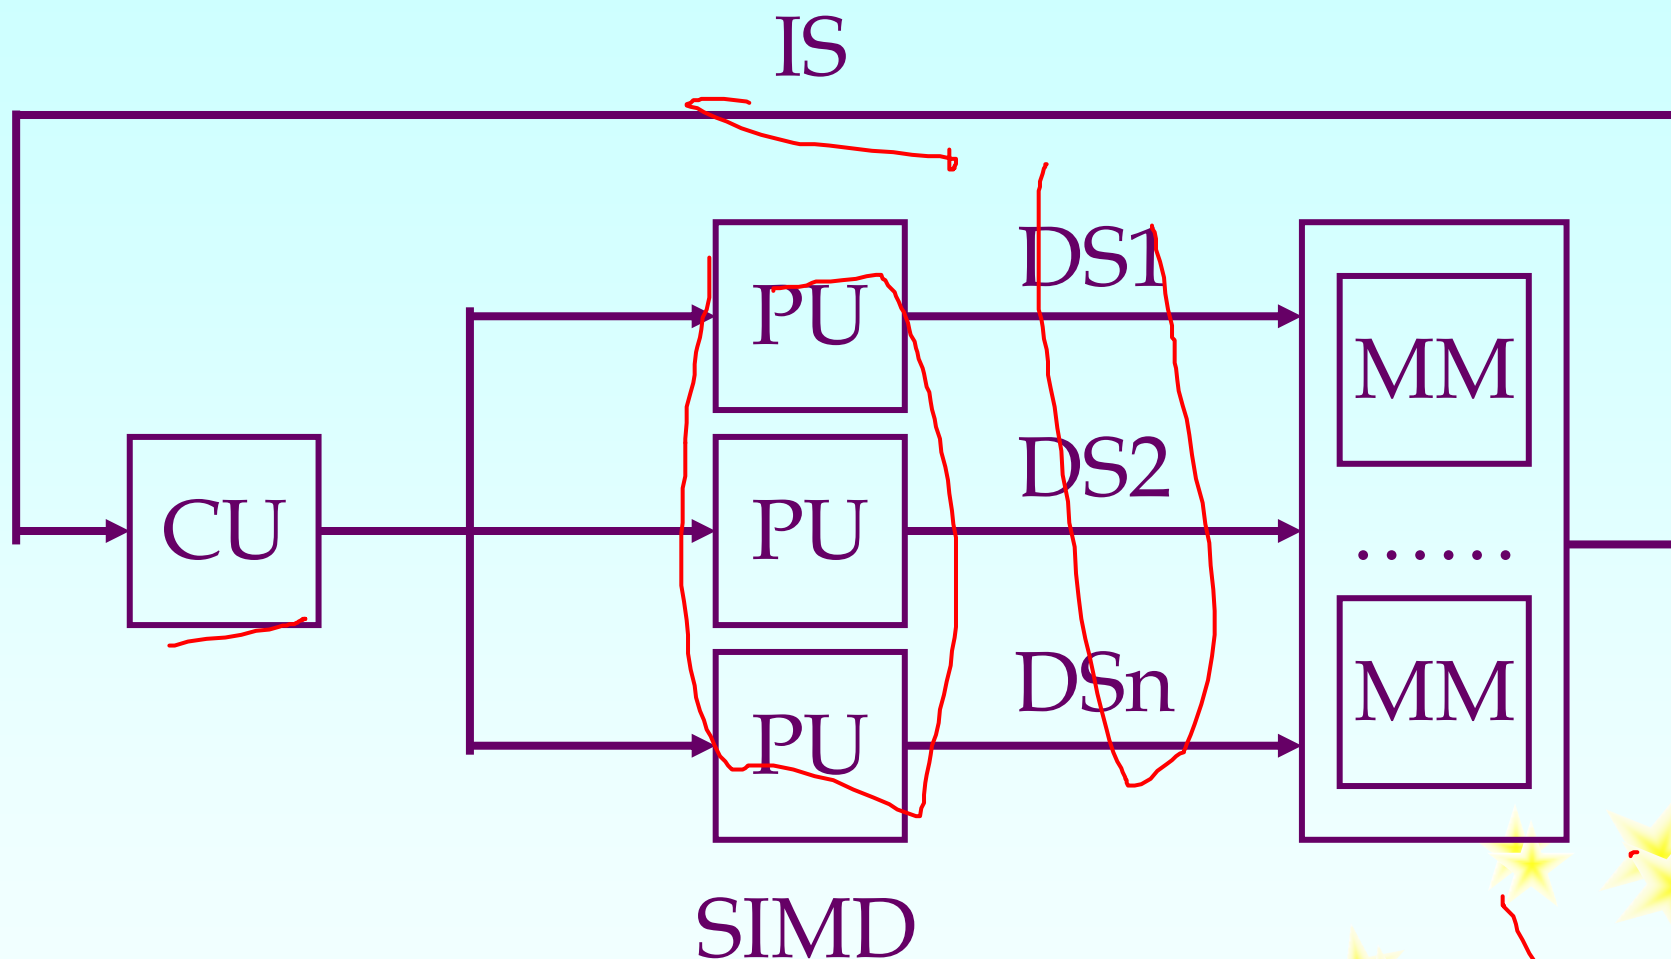 IS
DS1
PU
MM
DS2
CU
PU
......
DSn
PU
MM
SIMD